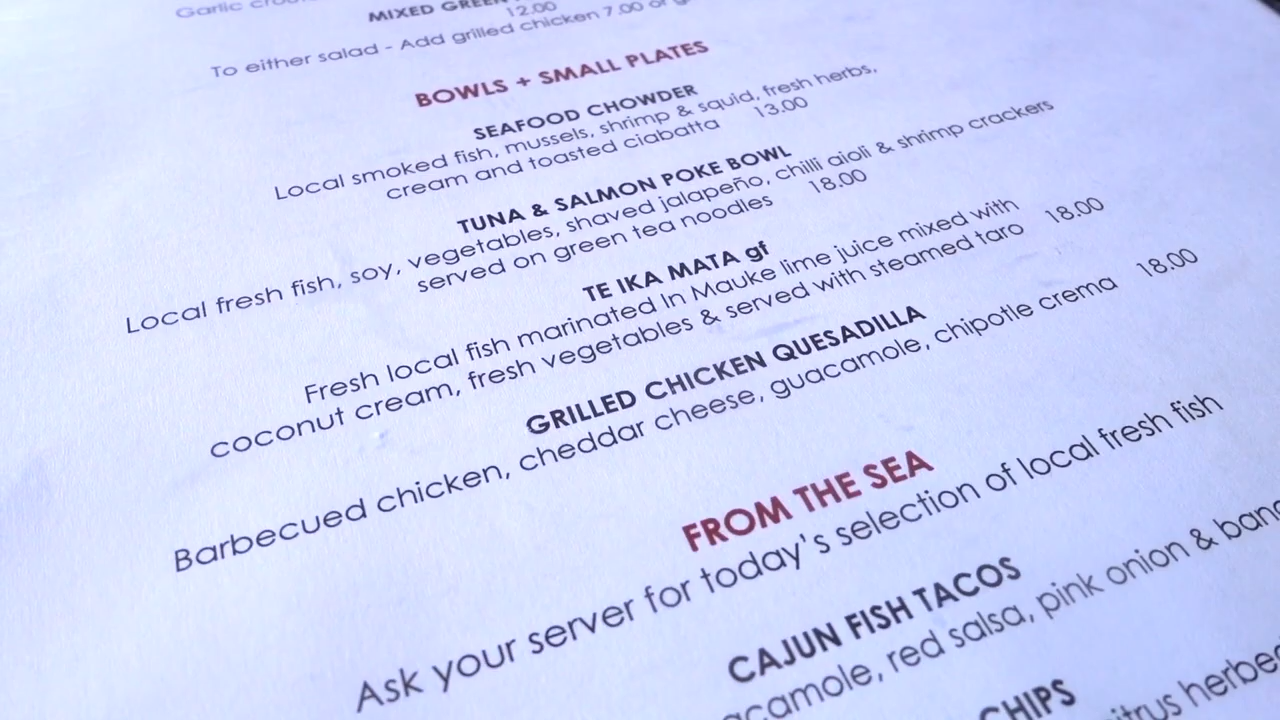 Garlic
MIXED GREEN
12.00
To either salad - Add grilled chicken 7.00 or
BOWLS + SMALL PLATES
SEAFOOD CHOWDER
Local smoked fish, mussels, shrimp & squid, fresh herbs,
cream and toasted ciabatta 13.00
TUNA & SALMON POKE BOWL
Local fresh fish, soy, vegetables, shaved jalapeño, chilli aioli & shrimp crackers
served on green tea noodles 18.00
TE IKA MATA gf
Fresh local fish marinated In Mauke lime juice mixed with
coconut cream, fresh vegetables & served with steamed taro 18.00
GRILLED CHICKEN QUESADILLA
Barbecued chicken, cheddar cheese, guacamole, chipotle crema 18.00
FROM THE SEA
Ask your server for today's selection of local fresh fish
CAJUN FISH TACOS
acamole, red salsa, pink onion & bang
CHIPS
itrus herbed